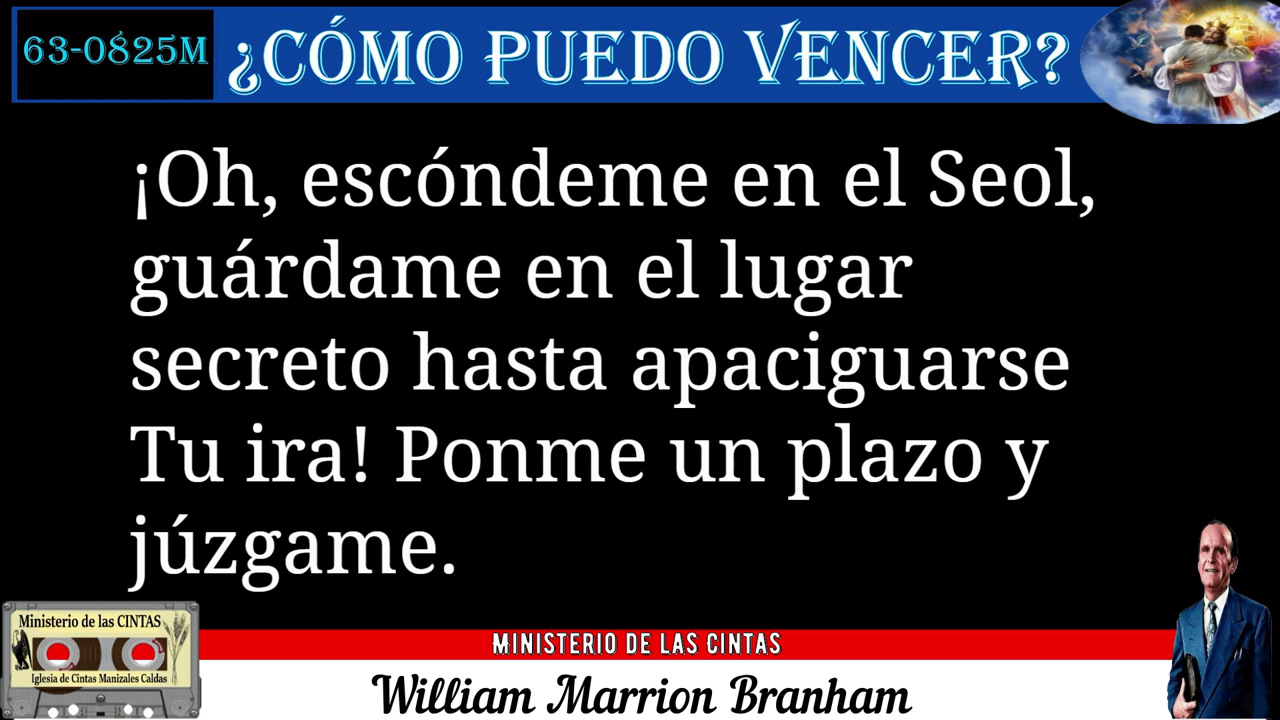 63-0825M
¿CÓMO PUEDO VENCER?
¡Oh, escóndeme en el Seol,
guárdame en el lugar
secreto hasta apaciguarse
Tu ira! Ponme un plazo y
júzgame.
Ministerio de las CINTAS
Iglesia de Cintas Manizales Caldas
MINISTERIO DE LAS CINTAS
William Marrion Branham